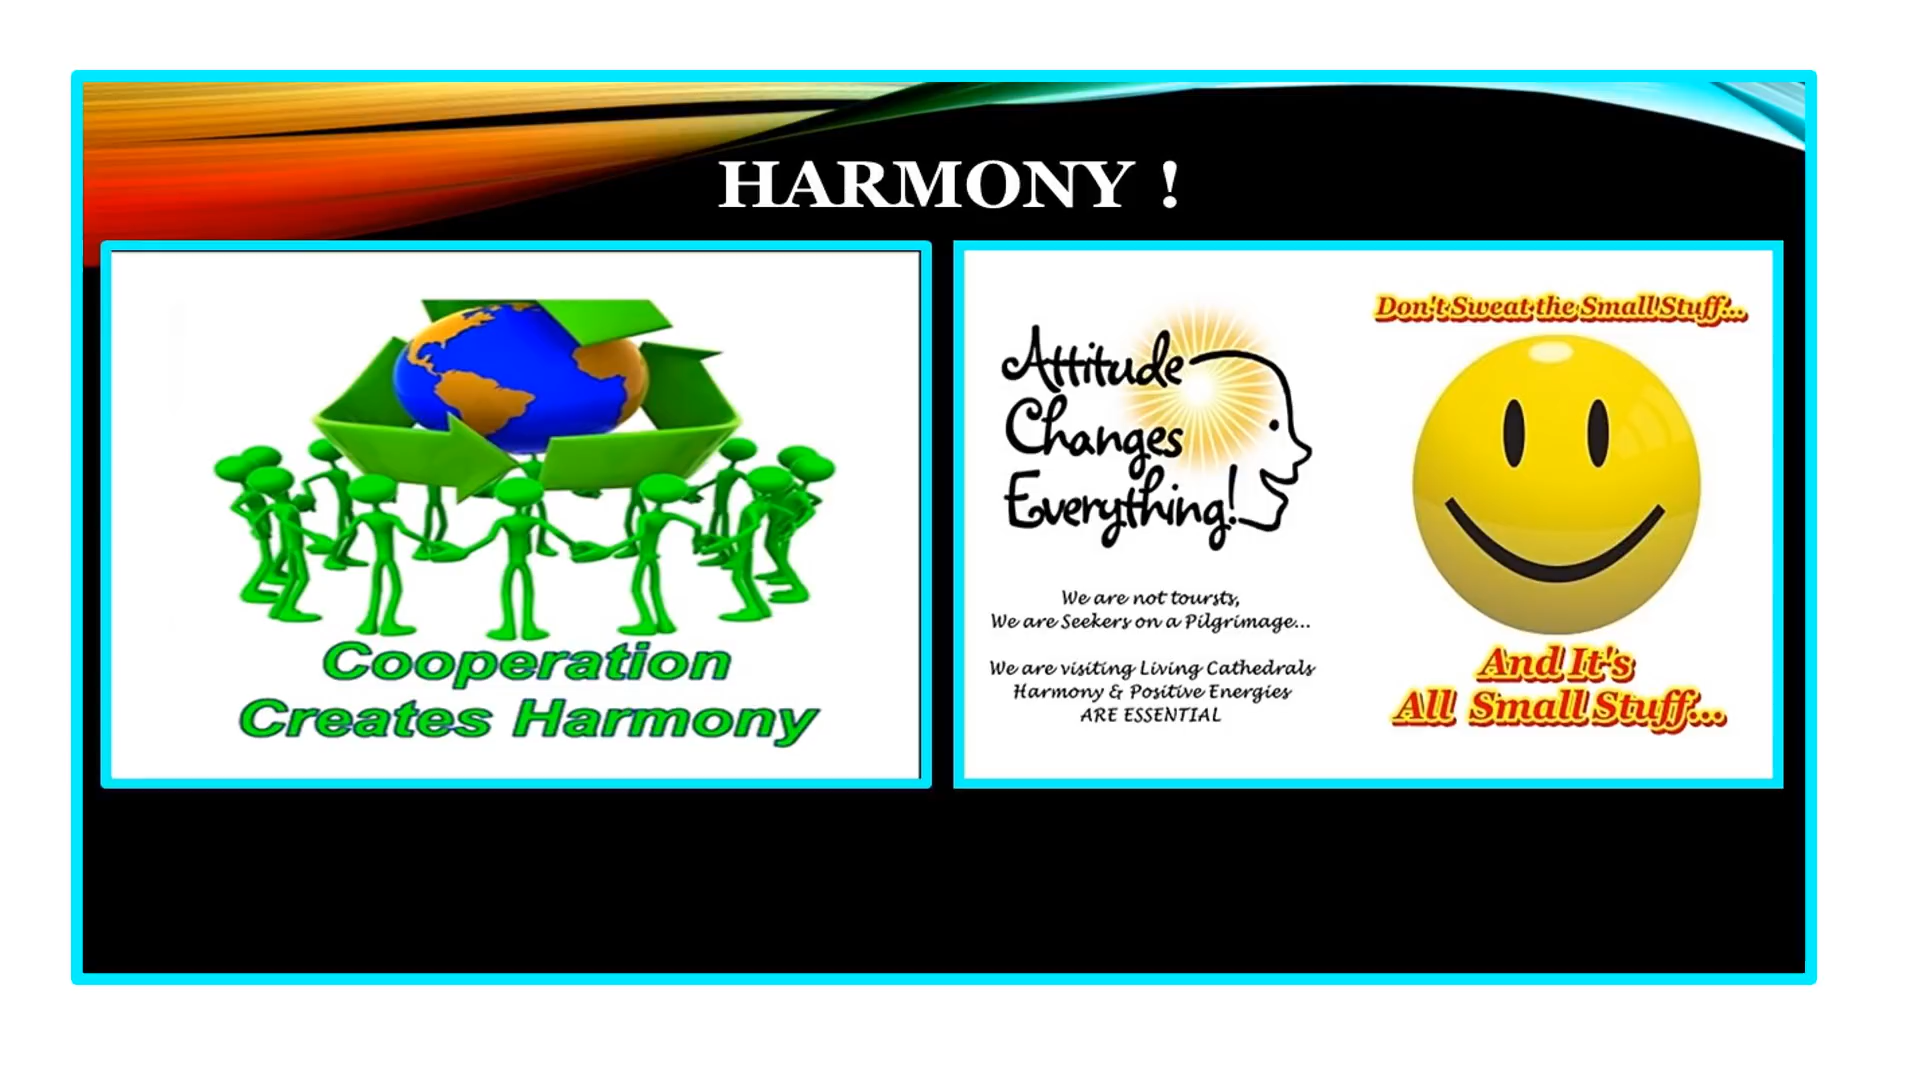 HARMONY !
Cooperation
Creates Harmony
Attitude
Changes
Everything!
We are not toursts,
We are Seekers on a Pilgrimage...
We are visiting Living Cathedrals
Harmony & Positive Energies
ARE ESSENTIAL
Don't Sweat the Small Stuff...
And It's
All Small Stuff...